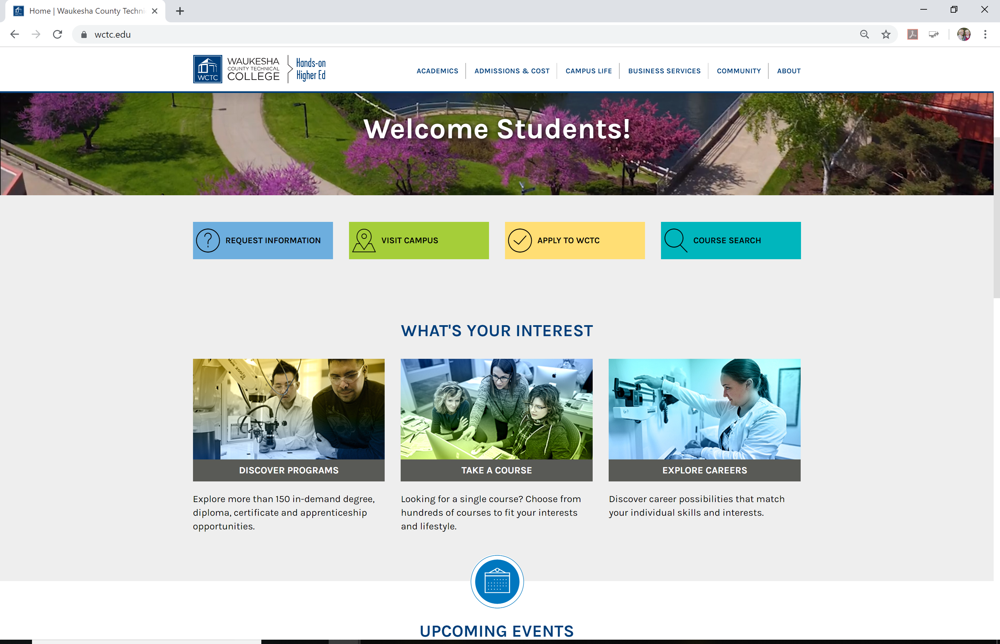 Home | Waukesha County Techni
wctc.edu
WCTC
WAUKESHA
COUNTY TECHNICAL
COLLEGE
Hands-on
Higher Ed
ACADEMICS
ADMISSIONS & COST
CAMPUS LIFE
BUSINESS SERVICES
COMMUNITY
ABOUT
Welcome Students!
REQUEST INFORMATION
VISIT CAMPUS
APPLY TO WCTC
COURSE SEARCH
WHAT'S YOUR INTEREST
Mate 200iD
DISCOVER PROGRAMS
TAKE A COURSE
EXPLORE CAREERS
Explore more than 150 in-demand degree,
diploma, certificate and apprenticeship
opportunities.
Looking for a single course? Choose from
hundreds of courses to fit your interests
and lifestyle.
Discover career possibilities that match
your individual skills and interests.
UPCOMING EVENTS